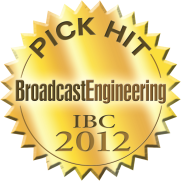 PICK HIT
BroadcastEngineering
IBC
2012